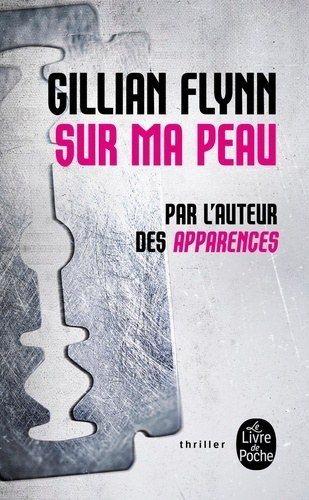 GILLIAN FLYNN
SUR MA PEAU
PAR L'AUTEUR
DES APPARENCES
thriller
Le
Livre
de
Poche